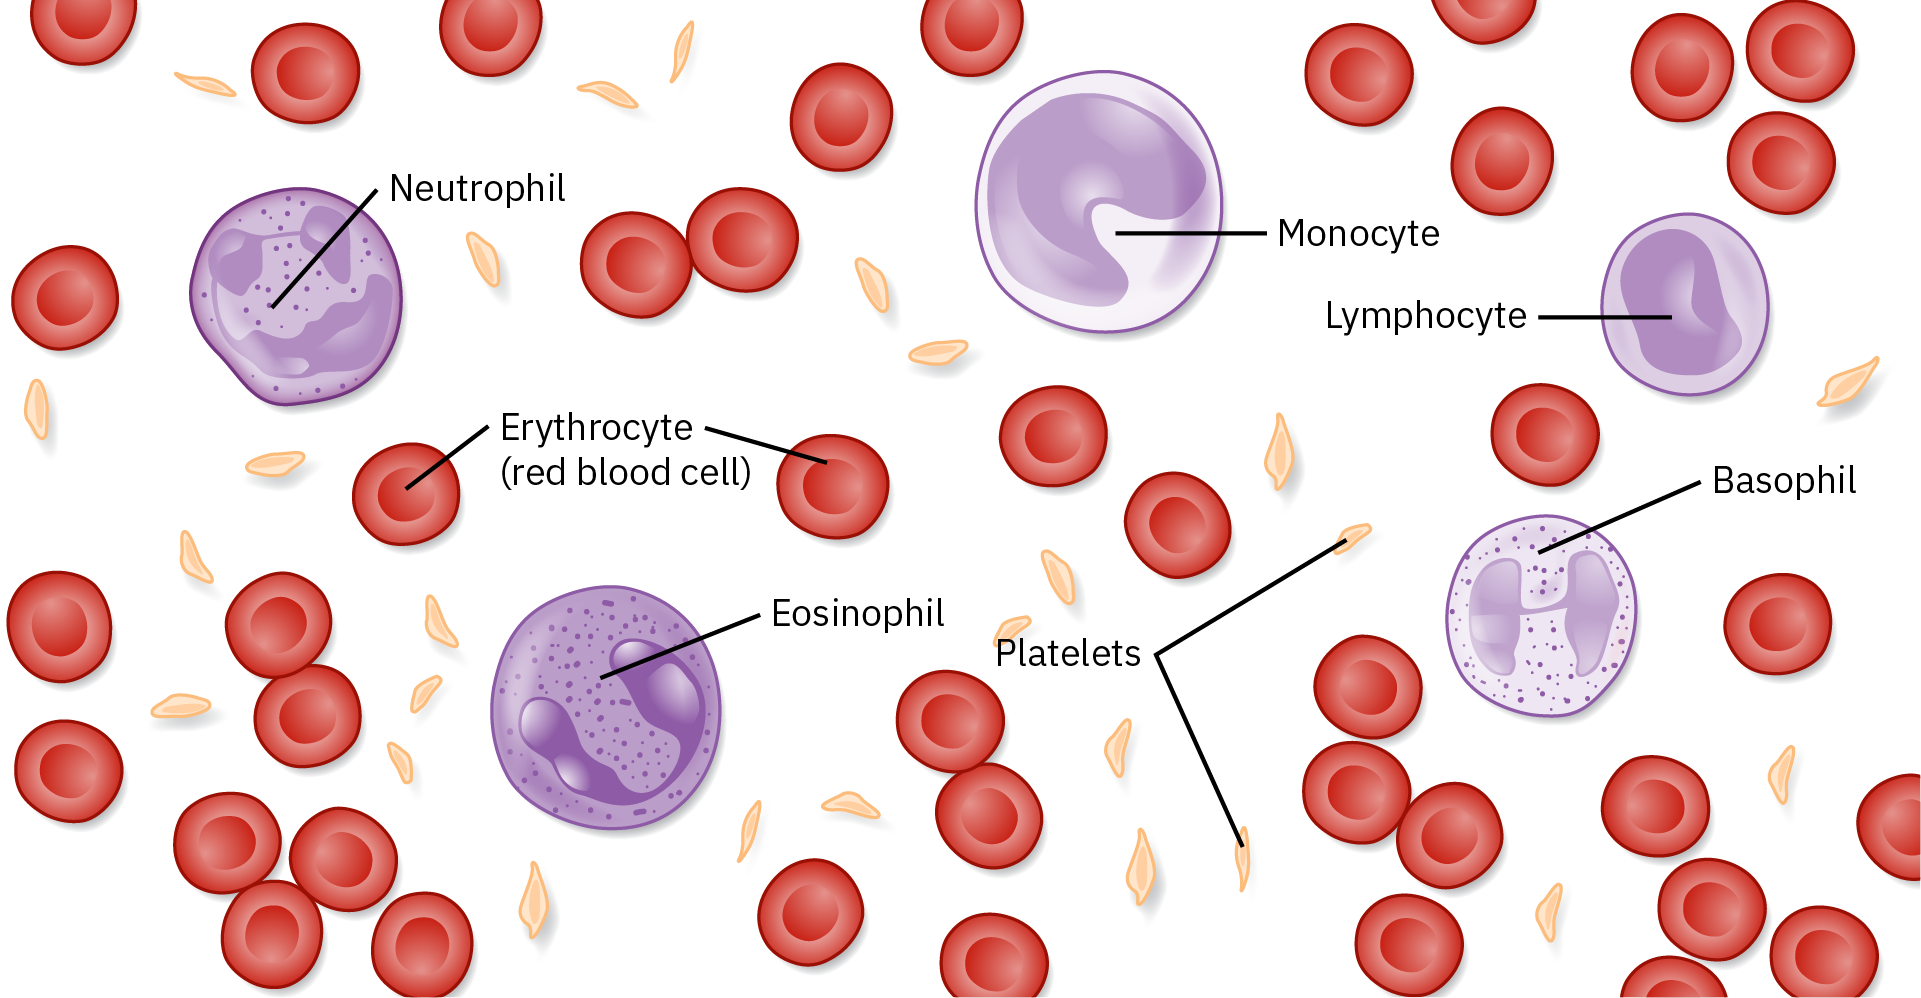 Neutrophil
Monocyte
Lymphocyte
Erythrocyte
(red blood cell)
Basophil
Eosinophil
Platelets